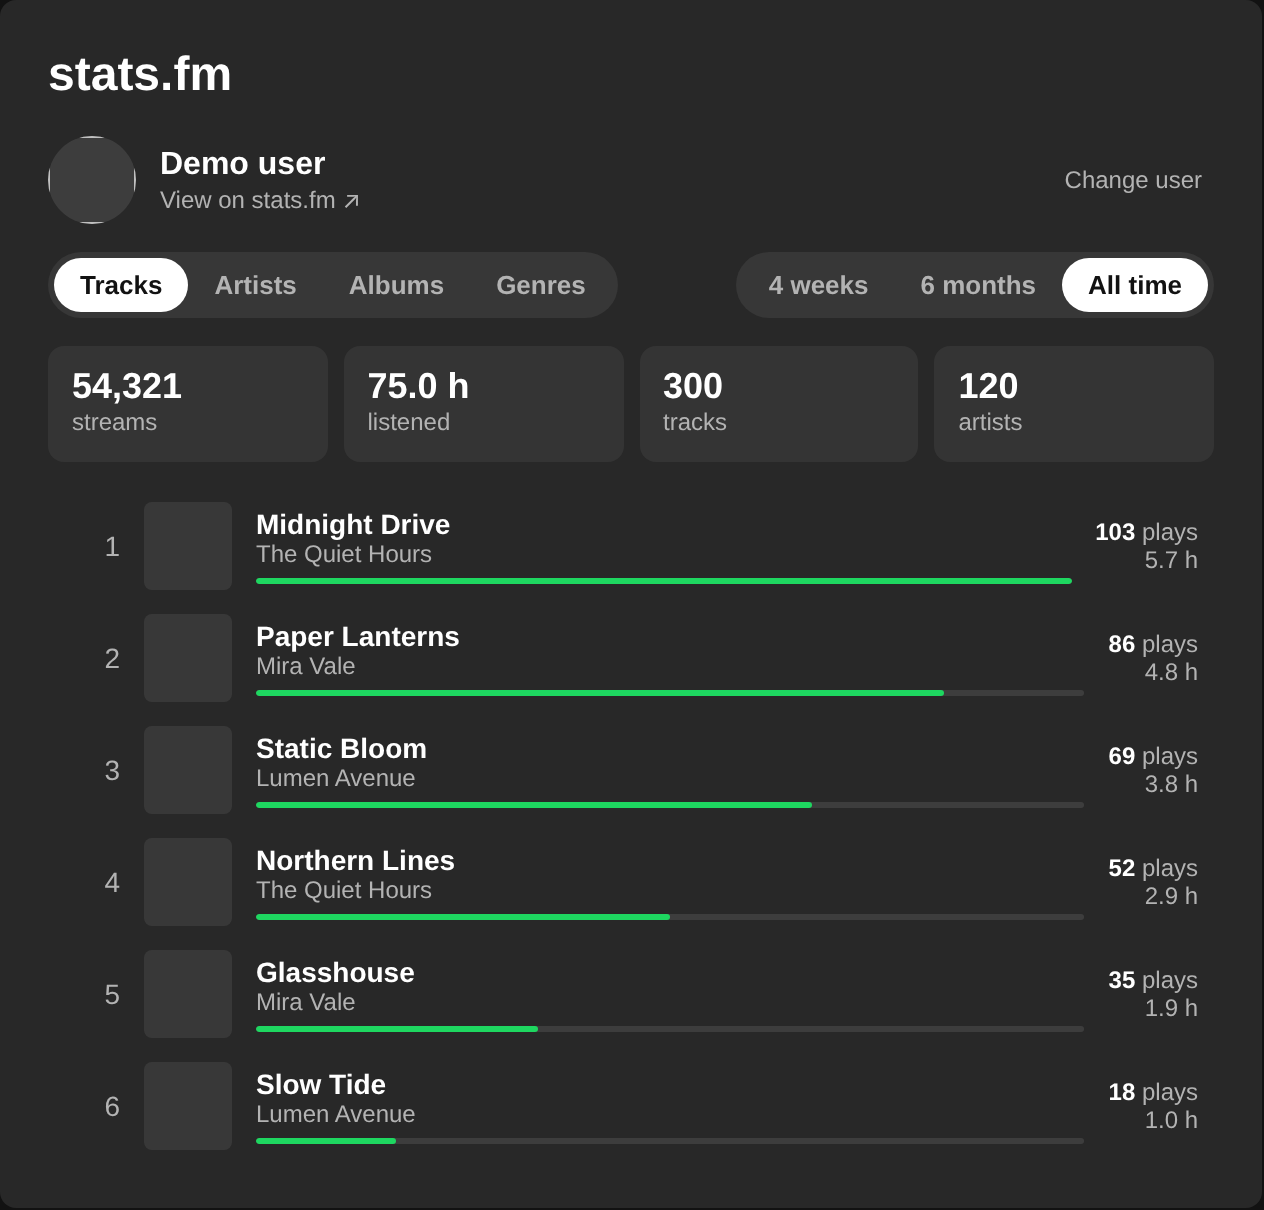 stats.fm
Demo user
View on stats.fm ↗
Change user
Tracks Artists Albums Genres
4 weeks 6 months All time
54,321
streams
75.0 h
listened
300
tracks
120
artists
1
Midnight Drive
The Quiet Hours
103 plays
5.7 h
2
Paper Lanterns
Mira Vale
86 plays
4.8 h
3
Static Bloom
Lumen Avenue
69 plays
3.8 h
4
Northern Lines
The Quiet Hours
52 plays
2.9 h
5
Glasshouse
Mira Vale
35 plays
1.9 h
6
Slow Tide
Lumen Avenue
18 plays
1.0 h